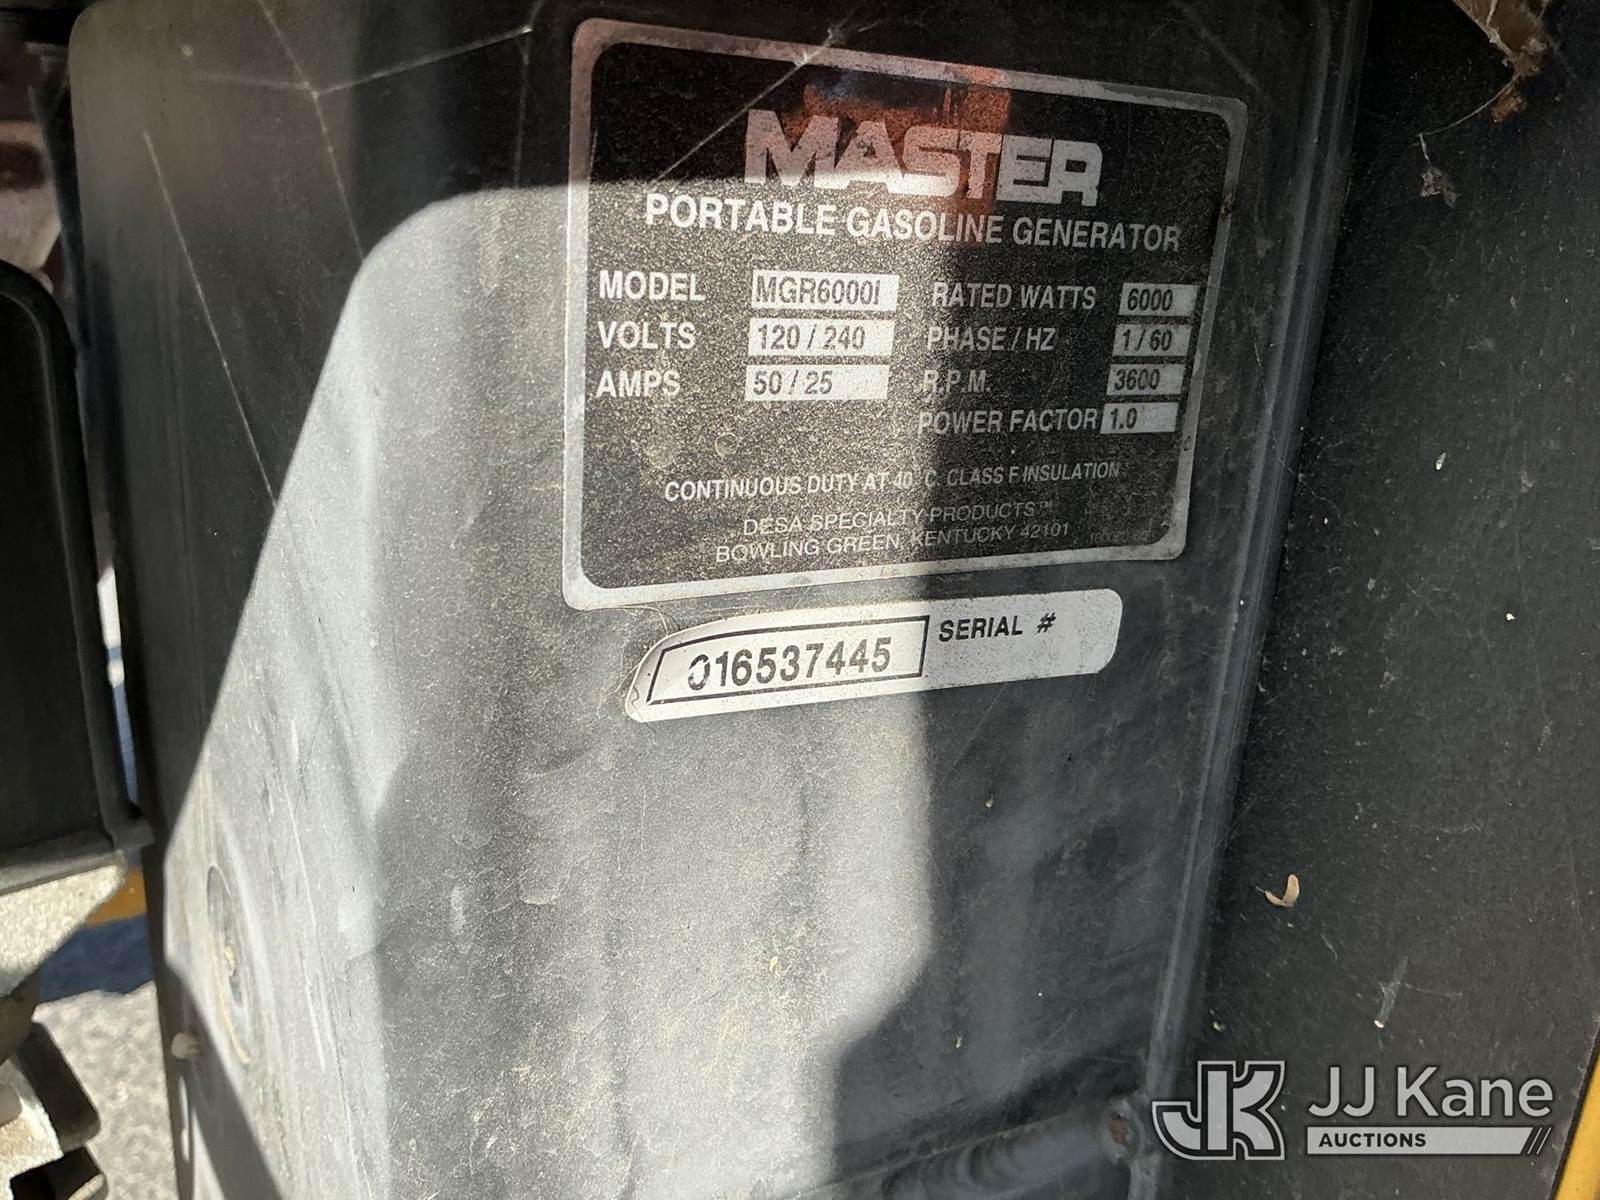 MASTER
PORTABLE GASOLINE GENERATOR
MODEL MGR6000I RATED WATTS 6000
VOLTS 120 / 240 PHASE / HZ 1 / 60
AMPS 50 / 25 R.P.M. 3600
POWER FACTOR 1.0
CONTINUOUS DUTY AT 40°C. CLASS F INSULATION
DESA SPECIALTY PRODUCTS™
BOWLING GREEN, KENTUCKY 42101
016537445 SERIAL #
JK JJ Kane
AUCTIONS